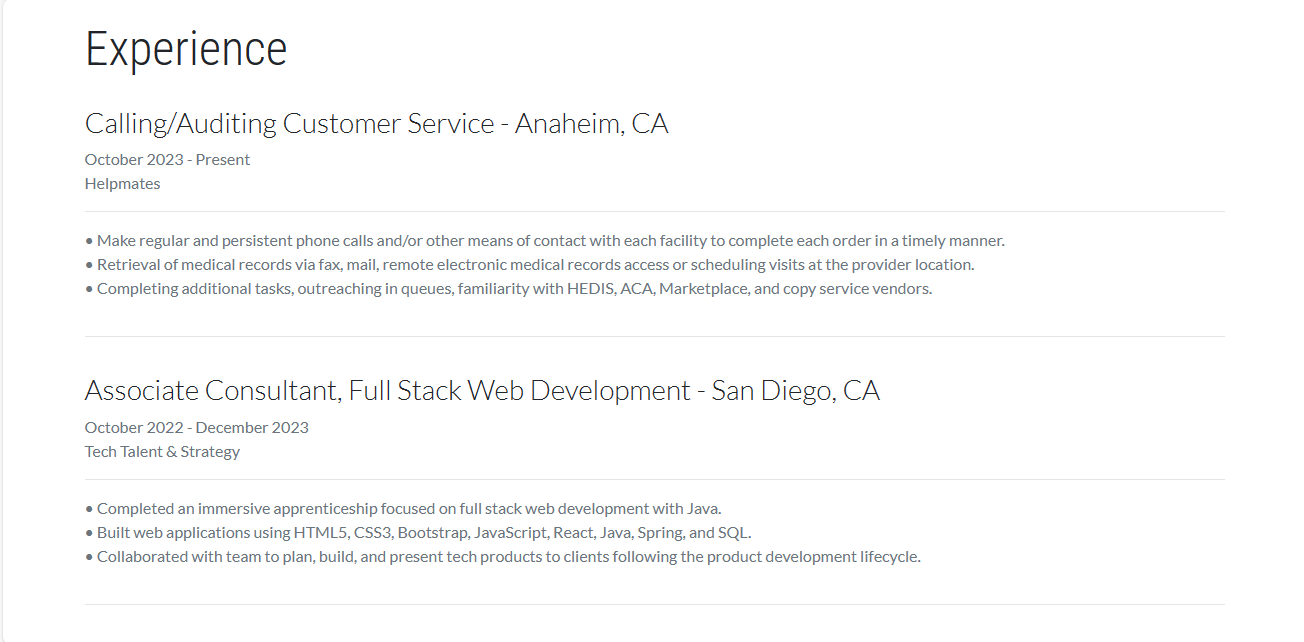 Experience
Calling/Auditing Customer Service - Anaheim, CA
October 2023 - Present
Helpmates
• Make regular and persistent phone calls and/or other means of contact with each facility to complete each order in a timely manner.
• Retrieval of medical records via fax, mail, remote electronic medical records access or scheduling visits at the provider location.
• Completing additional tasks, outreaching in queues, familiarity with HEDIS, ACA, Marketplace, and copy service vendors.
Associate Consultant, Full Stack Web Development - San Diego, CA
October 2022 - December 2023
Tech Talent & Strategy
• Completed an immersive apprenticeship focused on full stack web development with Java.
• Built web applications using HTML5, CSS3, Bootstrap, JavaScript, React, Java, Spring, and SQL.
• Collaborated with team to plan, build, and present tech products to clients following the product development lifecycle.